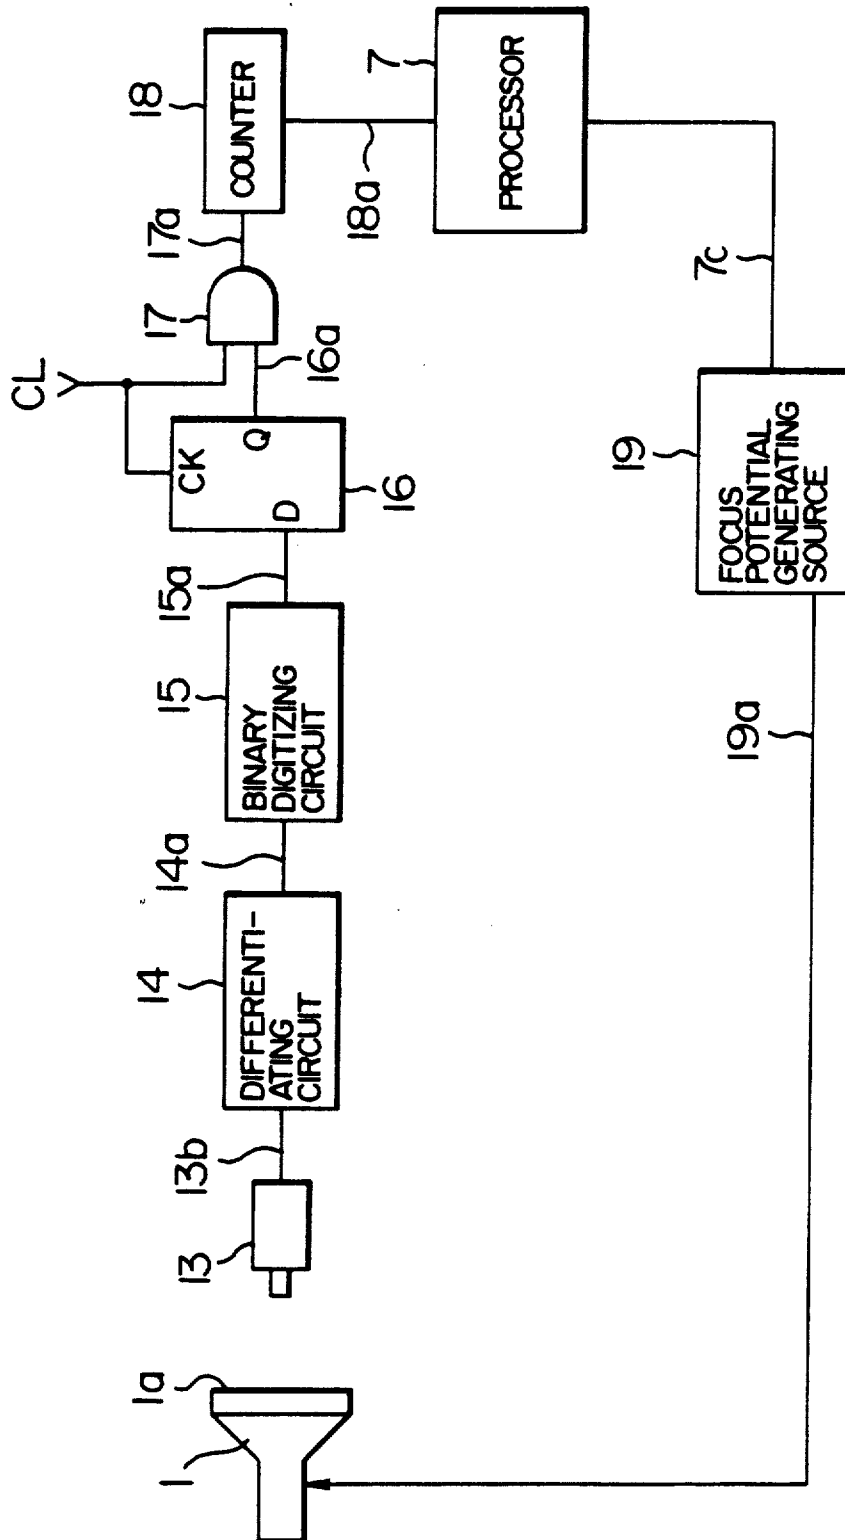 1
1a
13
13b
14
DIFFERENTI-
ATING
CIRCUIT
14a
15
BINARY
DIGITIZING
CIRCUIT
15a
16
D
CK
Q
16a
CL
17
17a
18
COUNTER
18a
7
PROCESSOR
7c
19
FOCUS
POTENTIAL
GENERATING
SOURCE
19a